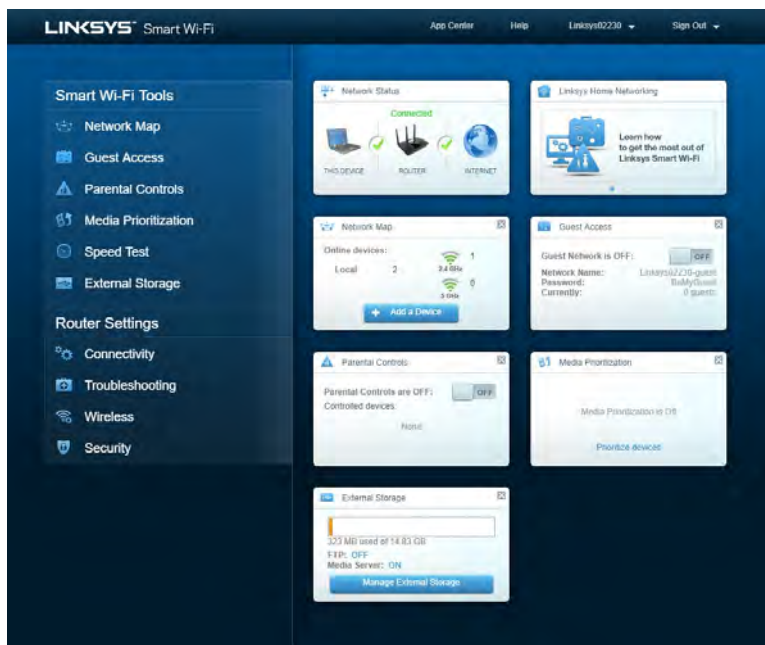 LINKSYS Smart Wi-Fi
App Center Help Linksys02230 Sign Out
Smart Wi-Fi Tools
Network Map
Guest Access
Parental Controls
Media Prioritization
Speed Test
External Storage
Router Settings
Connectivity
Troubleshooting
Wireless
Security
Network Status
Connected
THIS DEVICE ROUTER INTERNET
Linksys Home Networking
Learn how
to get the most out of
Linksys Smart Wi-Fi
Network Map
Online devices:
Local 2
1
2.4 GHz
0
5 GHz
+ Add a Device
Guest Access
Guest Network is OFF: OFF
Network Name: Linksys02230-guest
Password: BeMyGuest
Currently: 0 guests
Parental Controls
Parental Controls are OFF: OFF
Controlled devices:
None
Media Prioritization
Media Prioritization is Off
Prioritize devices
External Storage
323 MB used of 14.83 GB
FTP: OFF
Media Server: ON
Manage External Storage